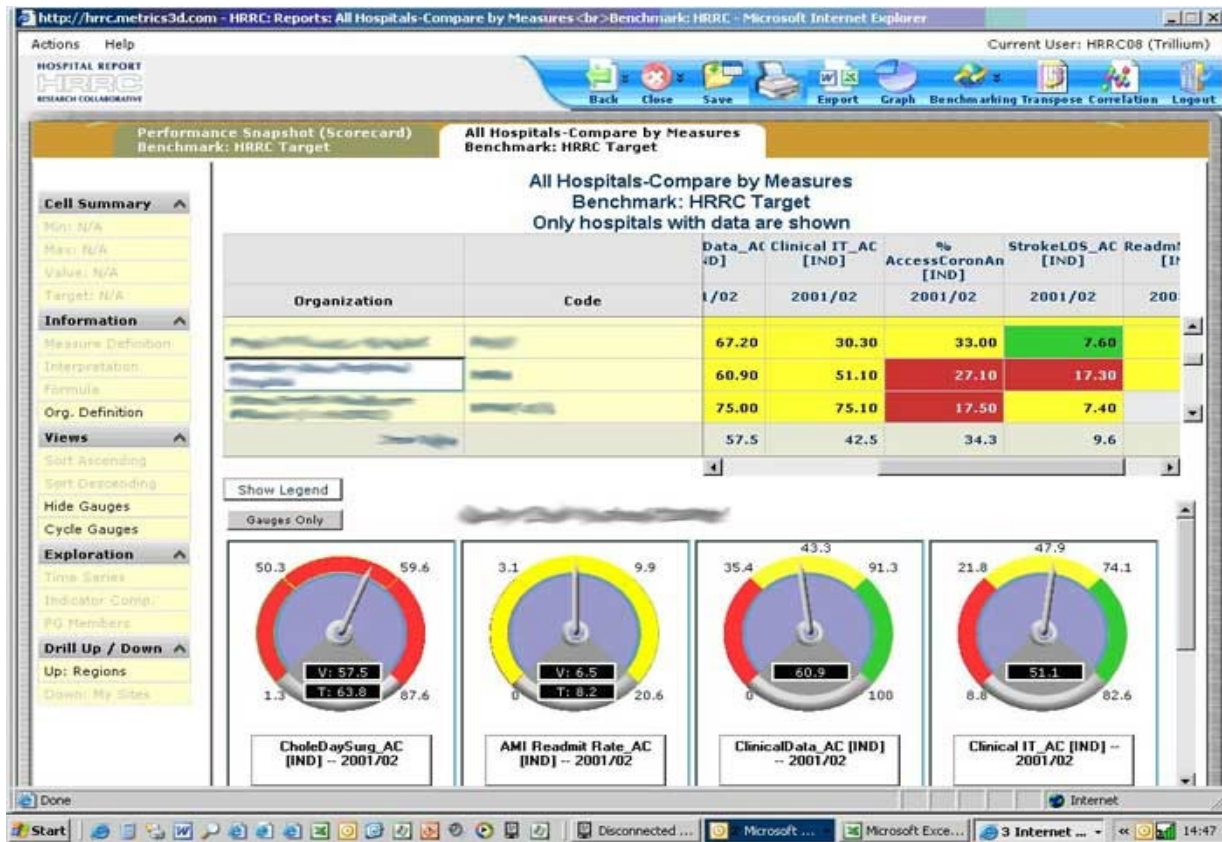 http://hrrc.metrics3d.com - HRRC: Reports: All Hospitals-Compare by Measures<br>Benchmark: HRRC - Microsoft Internet Explorer
Actions Help
Current User: HRRC08 (Trillium)
HOSPITAL REPORT
HRRC
RESEARCH COLLABORATIVE
Back Close Save Export Graph Benchmarking Transpose Correlation Logout
Performance Snapshot (Scorecard)
Benchmark: HRRC Target
All Hospitals-Compare by Measures
Benchmark: HRRC Target
Cell Summary
Min: N/A
Max: N/A
Value: N/A
Target: N/A
Information
Measure Definition
Interpretation
Formula
Org. Definition
Views
Sort Ascending
Sort Descending
Hide Gauges
Cycle Gauges
Exploration
Time Series
Indicator Comp.
PG Members
Drill Up / Down
Up: Regions
Down: My Sites
All Hospitals-Compare by Measures
Benchmark: HRRC Target
Only hospitals with data are shown
Data_AC Clinical IT_AC % StrokeLOS_AC Readm
[IND] AccessCoronAn [IND]
[IND]
Organization Code 1/02 2001/02 2001/02 2001/02 200
67.20 30.30 33.00 7.60
60.90 51.10 27.10 17.30
75.00 75.10 17.50 7.40
57.5 42.5 34.3 9.6
Show Legend
Gauges Only
50.3 59.6
V: 57.5
T: 63.8
1.3 87.6
CholeDaySurg_AC
[IND] -- 2001/02
3.1 9.9
V: 6.5
T: 8.2
0 20.6
AMI Readmit Rate_AC
[IND] -- 2001/02
43.3
35.4 91.3
60.9
0 100
ClinicalData_AC [IND]
-- 2001/02
47.9
21.8 74.1
51.1
8.8 82.6
Clinical IT_AC [IND] --
2001/02
Done
Internet
Start
Disconnected ...
Microsoft ...
Microsoft Exce...
3 Internet ...
14:47